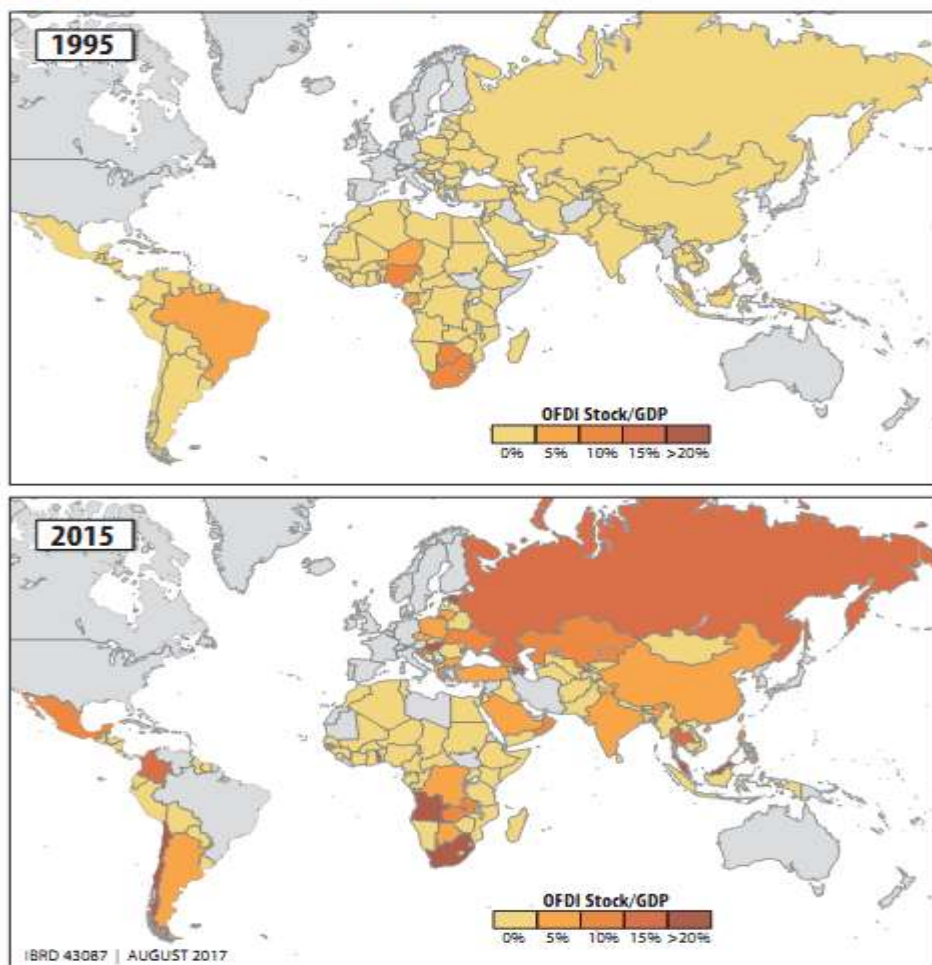 1995
OFDI Stock/GDP
0% 5% 10% 15% >20%
2015
OFDI Stock/GDP
0% 5% 10% 15% >20%
IBRD 43087 | AUGUST 2017